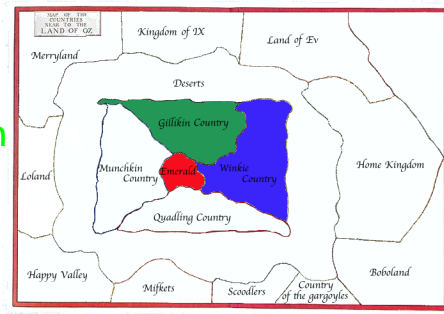 MAP OF THE
COUNTRIES
NEAR TO THE
LAND OF OZ
Kingdom of IX
Land of Ev
Merryland
Deserts
Gillikin Country
Munchkin
Country
Emerald
Winkie
Country
Home Kingdom
Loland
Quadling Country
Happy Valley
Mifkets
Scoodlers
Country
of the gargoyles
Boboland